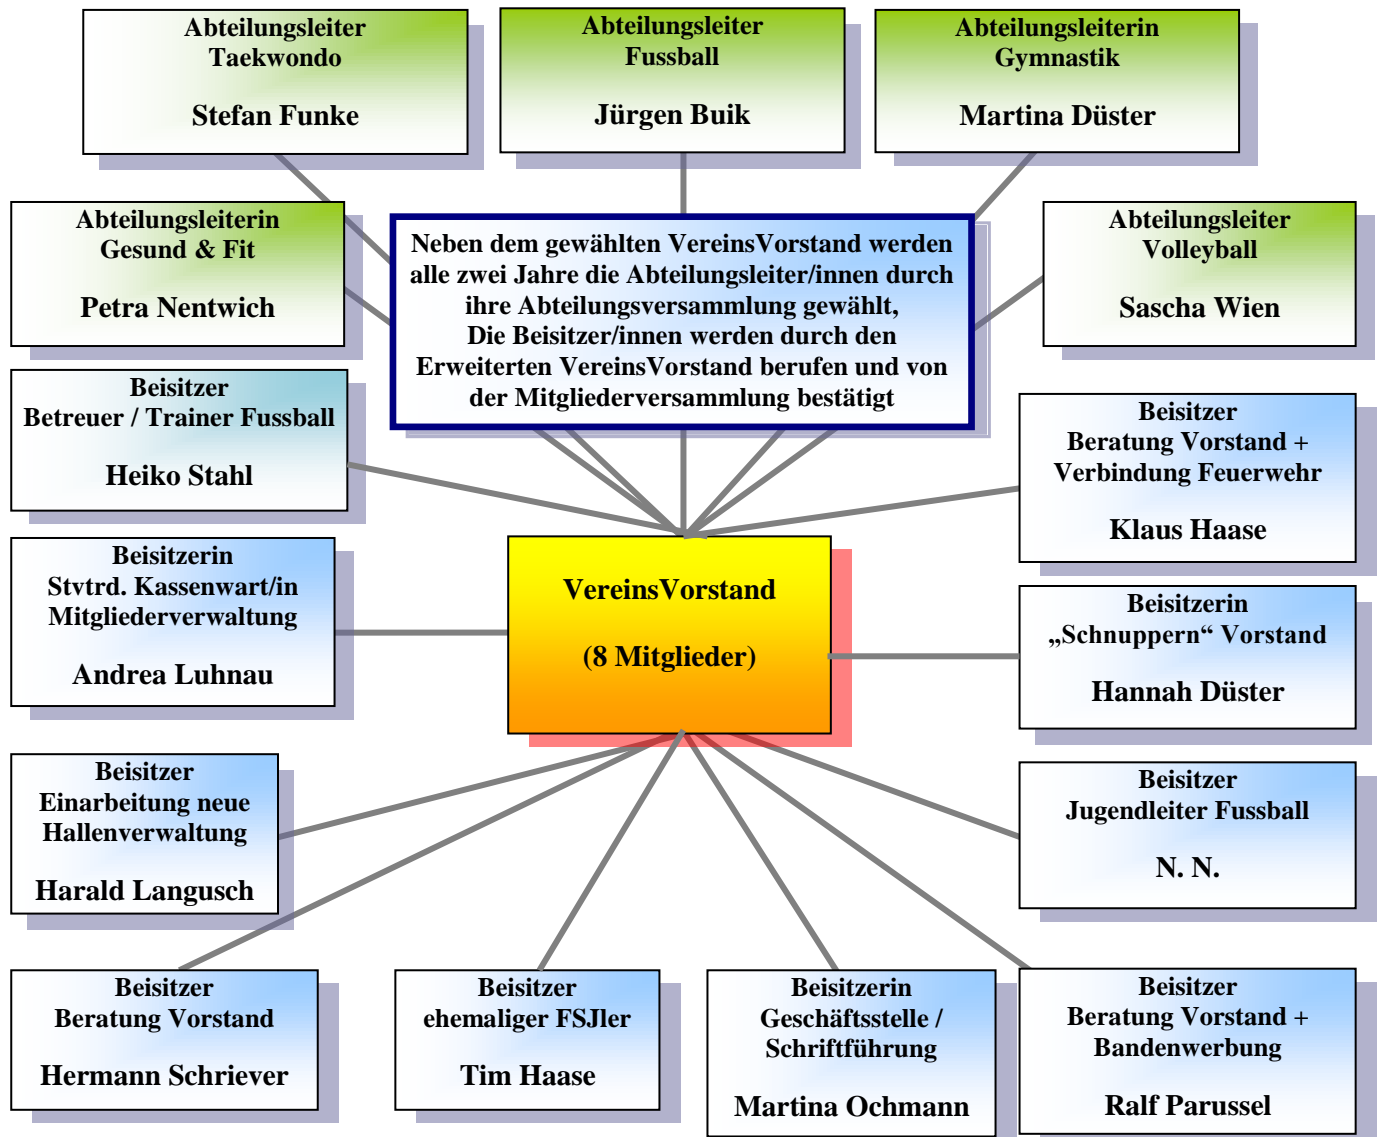 Abteilungsleiter
Taekwondo
Stefan Funke
Abteilungsleiter
Fussball
Jürgen Buik
Abteilungsleiterin
Gymnastik
Martina Düster
Abteilungsleiterin
Gesund & Fit
Petra Nentwich
Neben dem gewählten VereinsVorstand werden
alle zwei Jahre die Abteilungsleiter/innen durch
ihre Abteilungsversammlung gewählt,
Die Beisitzer/innen werden durch den
Erweiterten VereinsVorstand berufen und von
der Mitgliederversammlung bestätigt
Abteilungsleiter
Volleyball
Sascha Wien
Beisitzer
Betreuer / Trainer Fussball
Heiko Stahl
Beisitzer
Beratung Vorstand +
Verbindung Feuerwehr
Klaus Haase
Beisitzerin
Stvtrd. Kassenwart/in
Mitgliederverwaltung
Andrea Luhnau
VereinsVorstand
(8 Mitglieder)
Beisitzerin
„Schnuppern“ Vorstand
Hannah Düster
Beisitzer
Einarbeitung neue
Hallenverwaltung
Harald Langusch
Beisitzer
Jugendleiter Fussball
N. N.
Beisitzer
Beratung Vorstand
Hermann Schriever
Beisitzer
ehemaliger FSJler
Tim Haase
Beisitzerin
Geschäftsstelle /
Schriftführung
Martina Ochmann
Beisitzer
Beratung Vorstand +
Bandenwerbung
Ralf Parussel